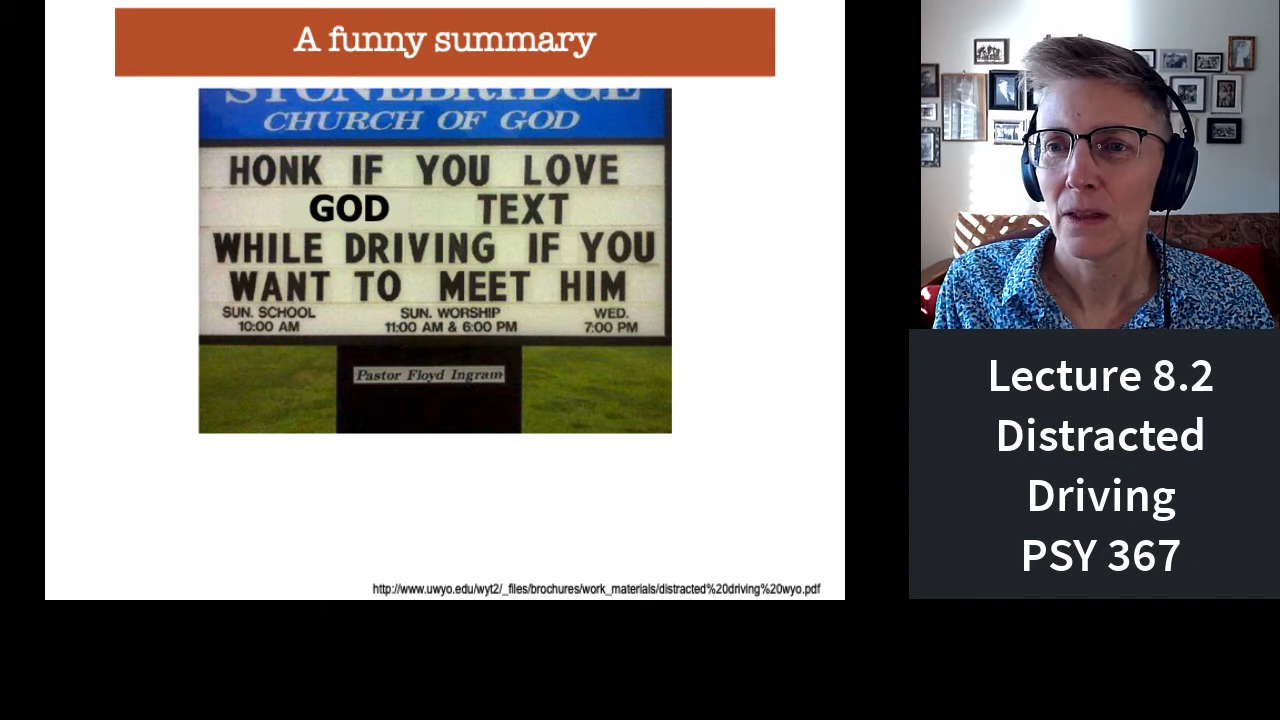 A funny summary
STONEBRIDGE
CHURCH OF GOD
HONK IF YOU LOVE
GOD TEXT
WHILE DRIVING IF YOU
WANT TO MEET HIM
SUN. SCHOOL SUN. WORSHIP WED.
10:00 AM 11:00 AM & 6:00 PM 7:00 PM
Pastor Floyd Ingram
http://www.uwyo.edu/wyt2/_files/brochures/work_materials/distracted%20driving%20wyo.pdf
Lecture 8.2
Distracted
Driving
PSY 367